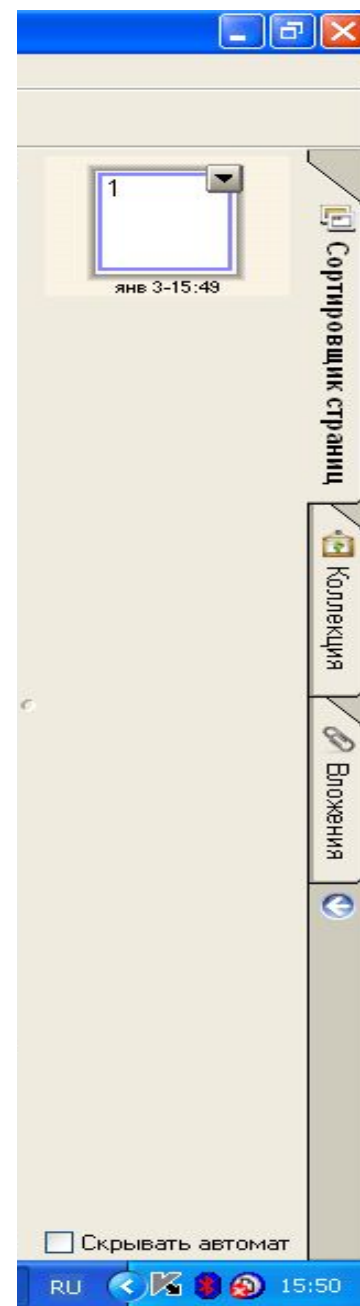 1
янв 3-15:49
Сортировщик страниц
Коллекция
Вложения
Скрывать автомат
RU 15:50